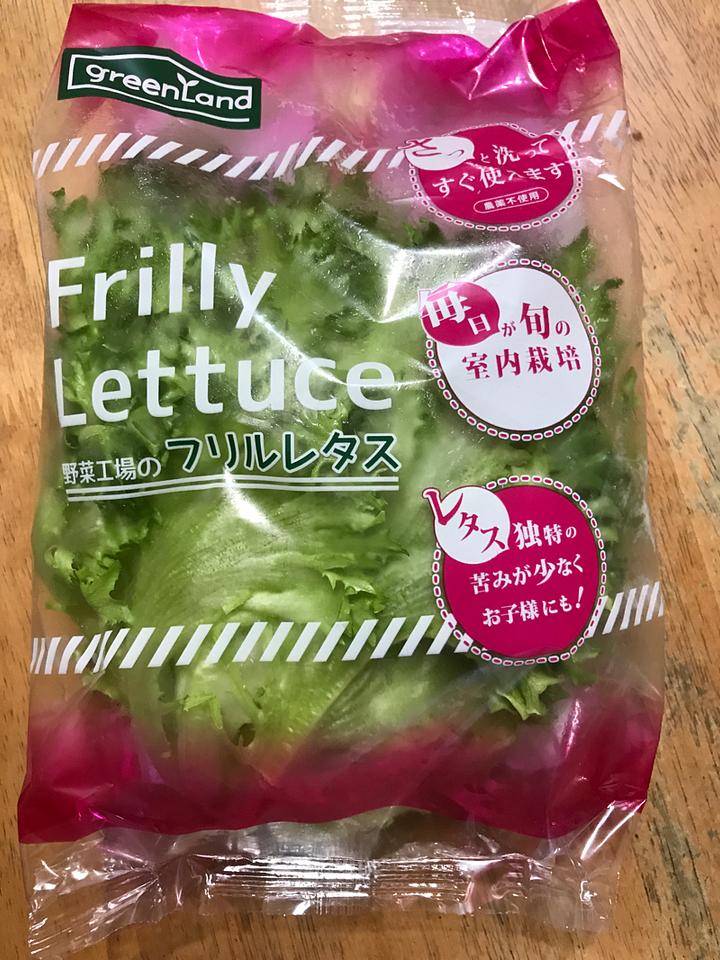 greenland
さっと洗って
すぐ使へます
農薬不使用
Frilly
Lettuce
野菜工場のフリルレタス
毎日が旬の
室内栽培
レタス独特の
苦みが少なく
お子様にも!